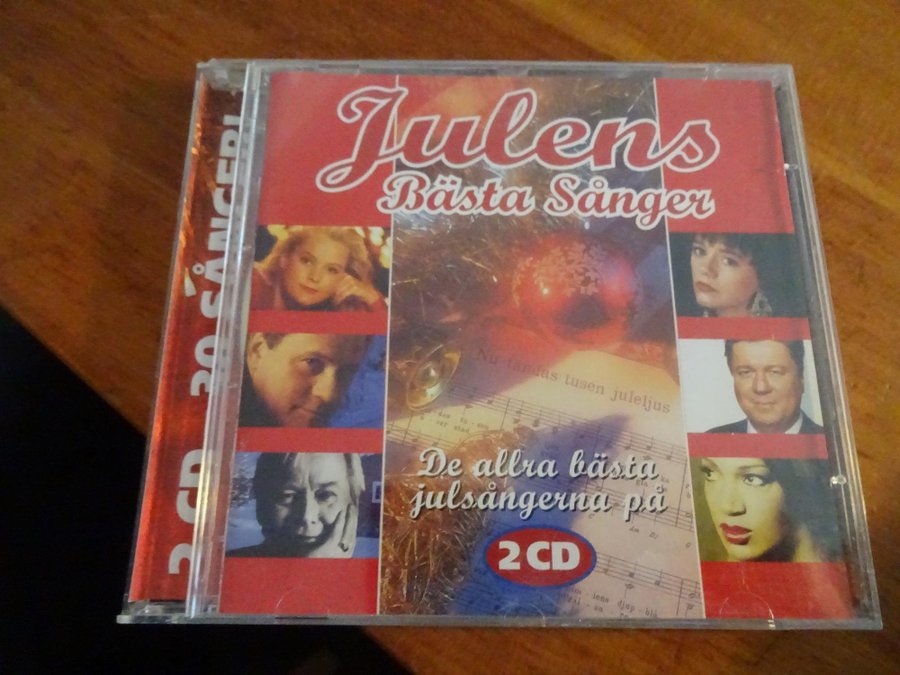 Julens
Bästa Sånger
2 CD - 30 SÅNGER!
Nu tändas tusen juleljus
De allra bästa
julsångerna på
2 CD